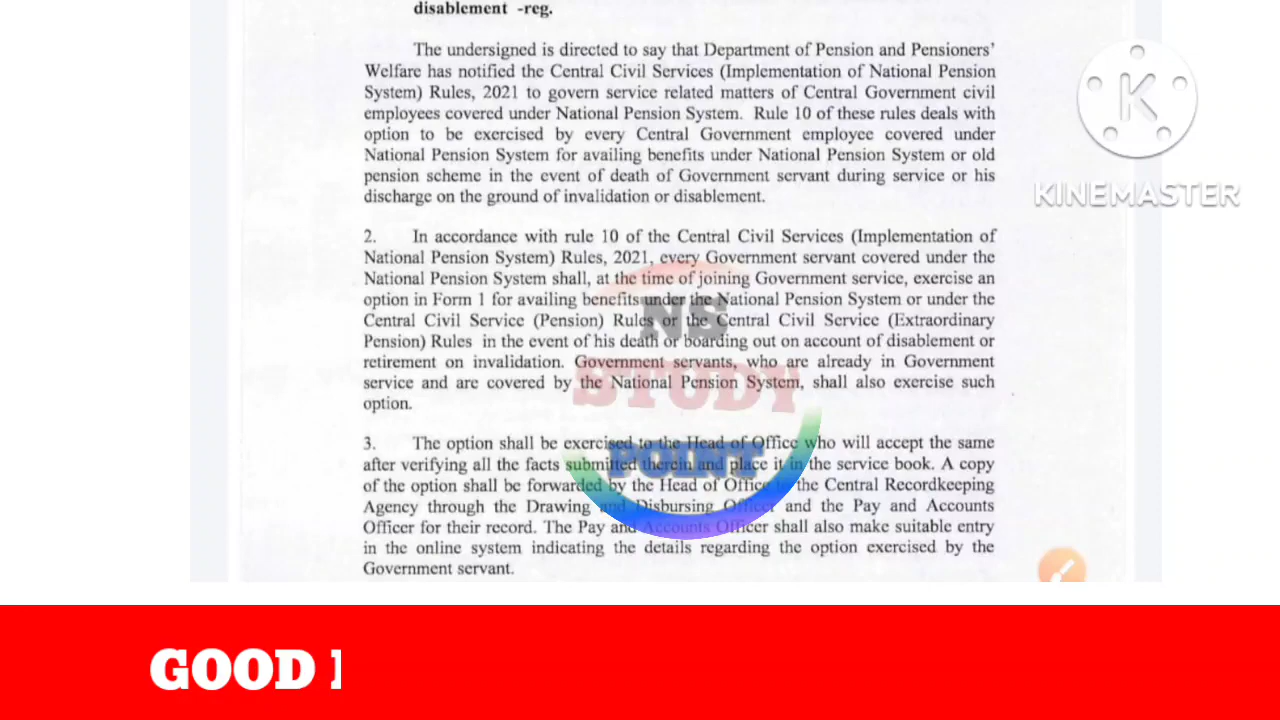 disablement -reg.
The undersigned is directed to say that Department of Pension and Pensioners'
Welfare has notified the Central Civil Services (Implementation of National Pension
System) Rules, 2021 to govern service related matters of Central Government civil
employees covered under National Pension System. Rule 10 of these rules deals with
option to be exercised by every Central Government employee covered under
National Pension System for availing benefits under National Pension System or old
pension scheme in the event of death of Government servant during service or his
discharge on the ground of invalidation or disablement.
2. In accordance with rule 10 of the Central Civil Services (Implementation of
National Pension System) Rules, 2021, every Government servant covered under the
National Pension System shall, at the time of joining Government service, exercise an
option in Form 1 for availing benefits under the National Pension System or under the
Central Civil Service (Pension) Rules or the Central Civil Service (Extraordinary
Pension) Rules in the event of his death or boarding out on account of disablement or
retirement on invalidation. Government servants, who are already in Government
service and are covered by the National Pension System, shall also exercise such
option.
3. The option shall be exercised to the Head of Office who will accept the same
after verifying all the facts submitted therein and place it in the service book. A copy
of the option shall be forwarded by the Head of Office to the Central Recordkeeping
Agency through the Drawing and Disbursing Officer and the Pay and Accounts
Officer for their record. The Pay and Accounts Officer shall also make suitable entry
in the online system indicating the details regarding the option exercised by the
Government servant.
NS
STUDY
POINT
K
KINEMASTER
GOOD